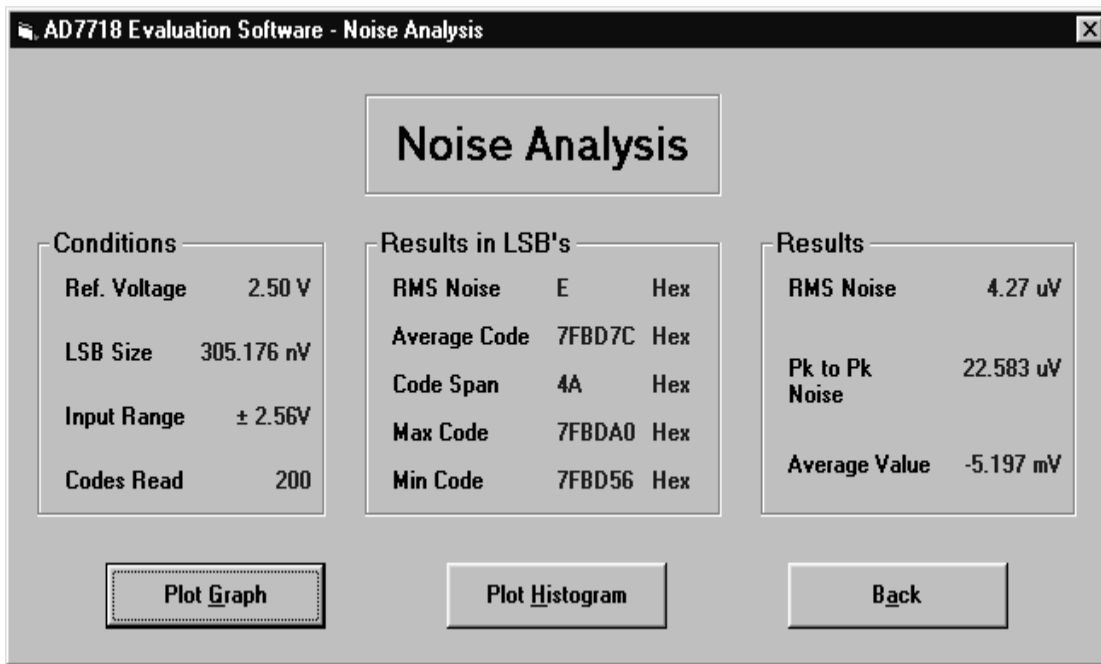 AD7718 Evaluation Software - Noise Analysis
Noise Analysis
Conditions
Ref. Voltage 2.50 V
LSB Size 305.176 nV
Input Range ± 2.56V
Codes Read 200
Results in LSB's
RMS Noise E Hex
Average Code 7FBD7C Hex
Code Span 4A Hex
Max Code 7FBDA0 Hex
Min Code 7FBD56 Hex
Results
RMS Noise 4.27 uV
Pk to Pk 22.583 uV
Noise
Average Value -5.197 mV
Plot Graph
Plot Histogram
Back